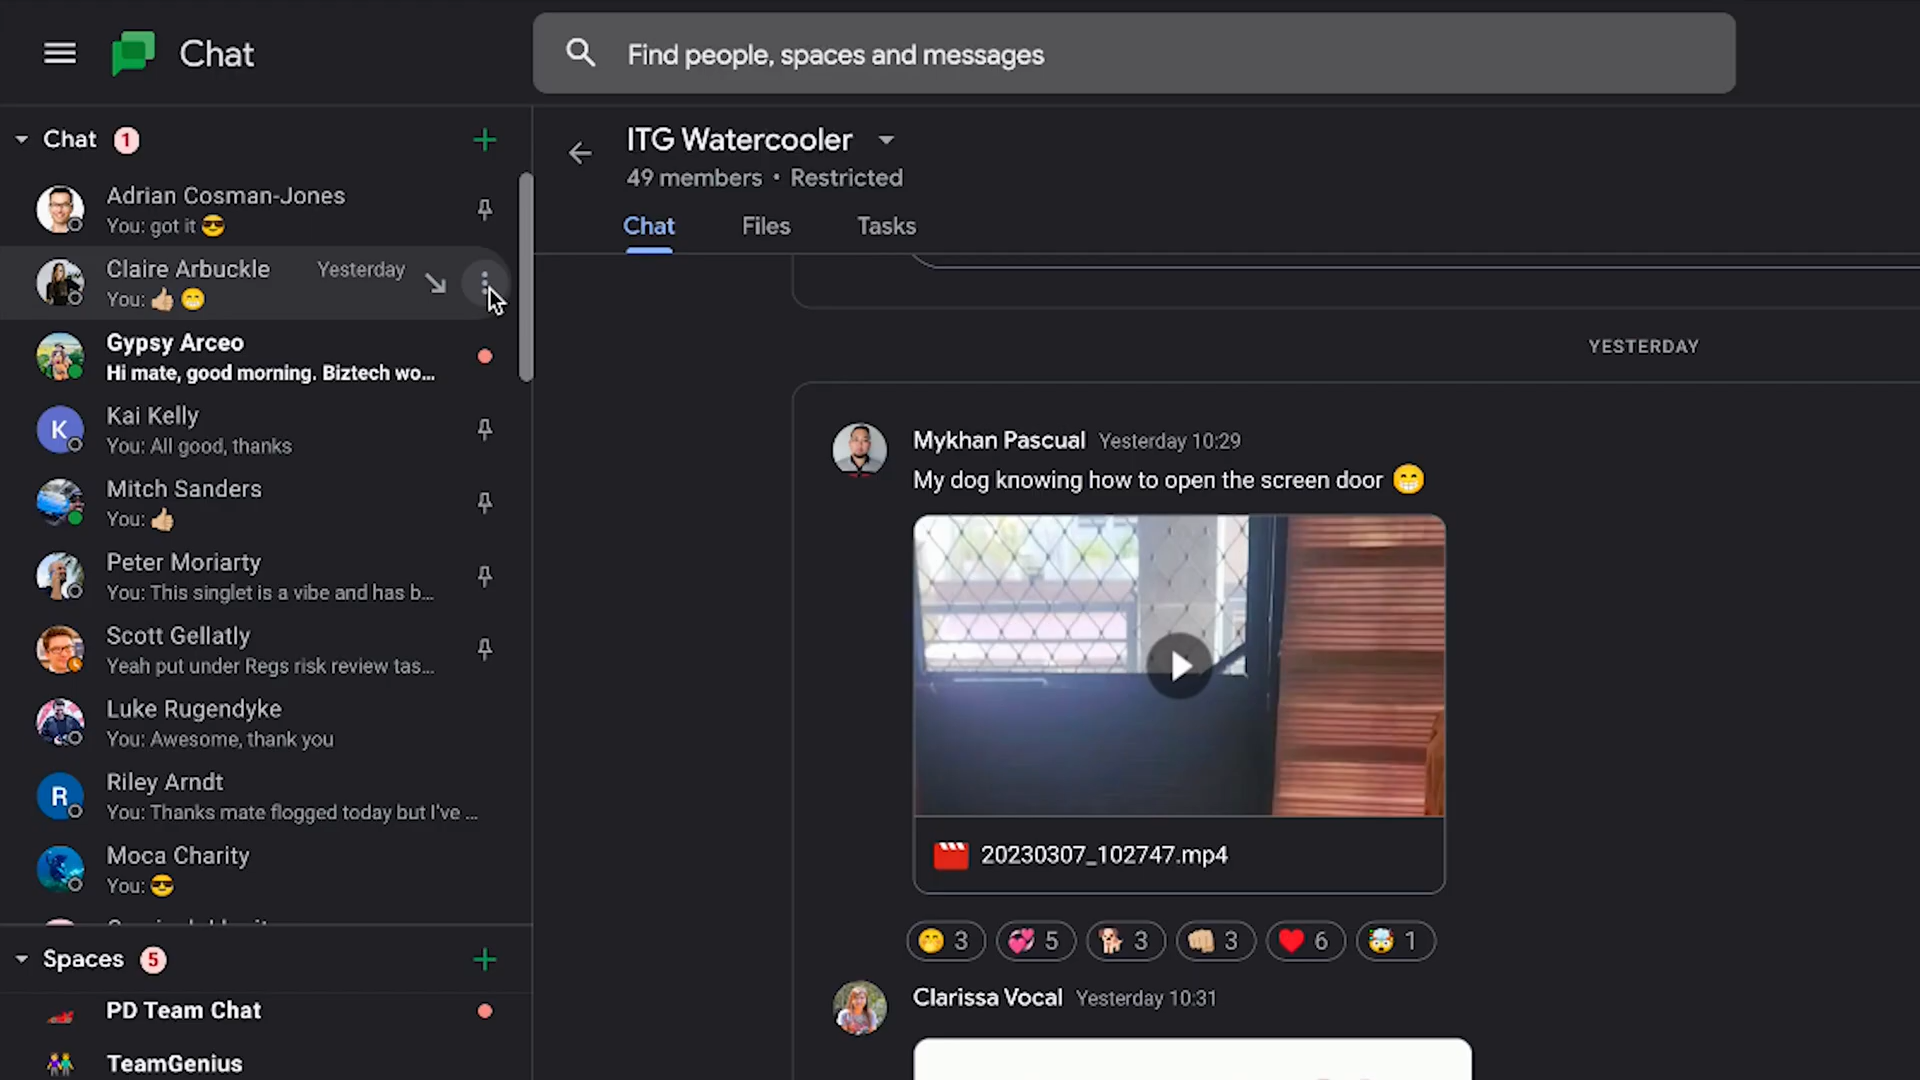 Chat
Find people, spaces and messages
Chat 1
Adrian Cosman-Jones
You: got it 😎
Claire Arbuckle Yesterday
You: 👍🏼 😁
Gypsy Arceo
Hi mate, good morning. Biztech wo...
K
Kai Kelly
You: All good, thanks
Mitch Sanders
You: 👍🏼
Peter Moriarty
You: This singlet is a vibe and has b...
Scott Gellatly
Yeah put under Regs risk review tas...
Luke Rugendyke
You: Awesome, thank you
R
Riley Arndt
You: Thanks mate flogged today but I've ...
Moca Charity
You: 😎
Spaces 5
PD Team Chat
TeamGenius
ITG Watercooler
49 members • Restricted
Chat Files Tasks
YESTERDAY
Mykhan Pascual Yesterday 10:29
My dog knowing how to open the screen door 😁
20230307_102747.mp4
🤭 3 💞 5 🐕 3 👊🏼 3 ❤️ 6 🤯 1
Clarissa Vocal Yesterday 10:31